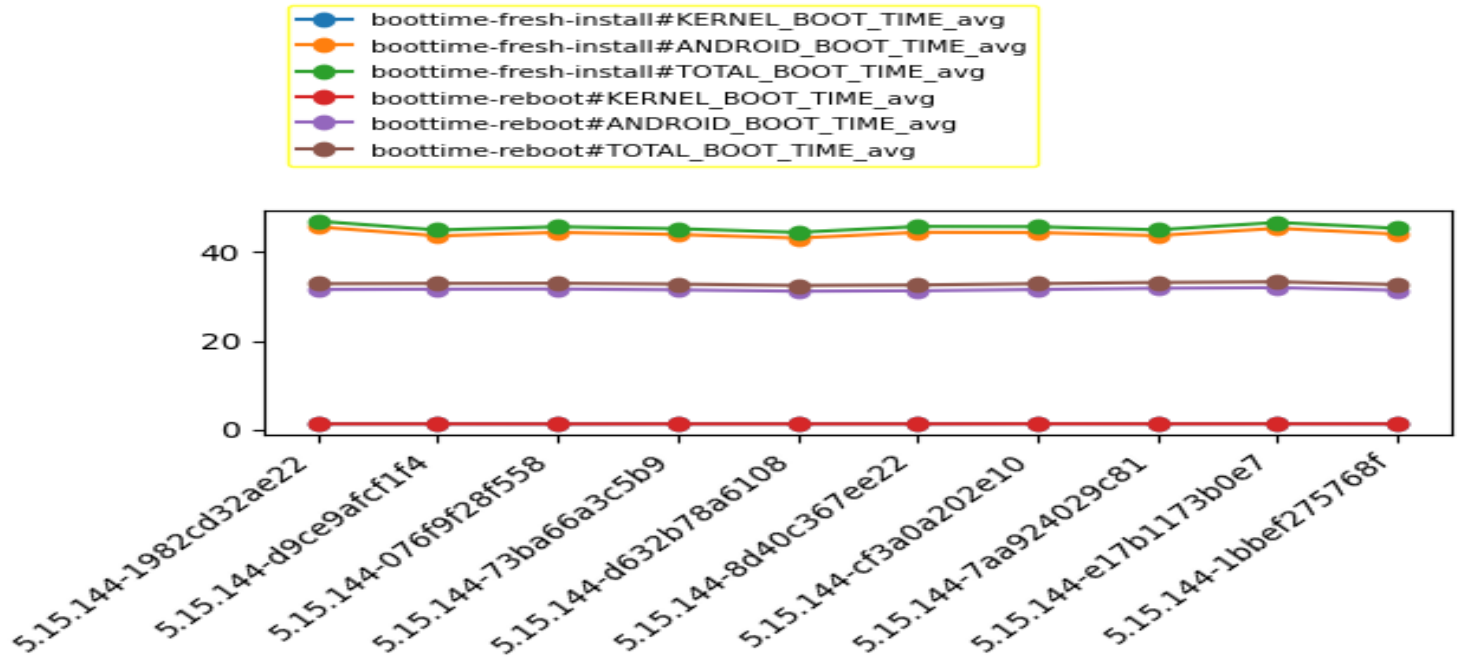 boottime-fresh-install#KERNEL_BOOT_TIME_avg
boottime-fresh-install#ANDROID_BOOT_TIME_avg
boottime-fresh-install#TOTAL_BOOT_TIME_avg
boottime-reboot#KERNEL_BOOT_TIME_avg
boottime-reboot#ANDROID_BOOT_TIME_avg
boottime-reboot#TOTAL_BOOT_TIME_avg
40
20
0
5.15.144-1982cd32ae22
5.15.144-d9ce9afcf1f4
5.15.144-076f9f28f558
5.15.144-73ba66a3c5b9
5.15.144-d632b78a6108
5.15.144-8d40c367ee22
5.15.144-cf3a0a202e10
5.15.144-7aa924029c81
5.15.144-e17b1173b0e7
5.15.144-1bbef275768f